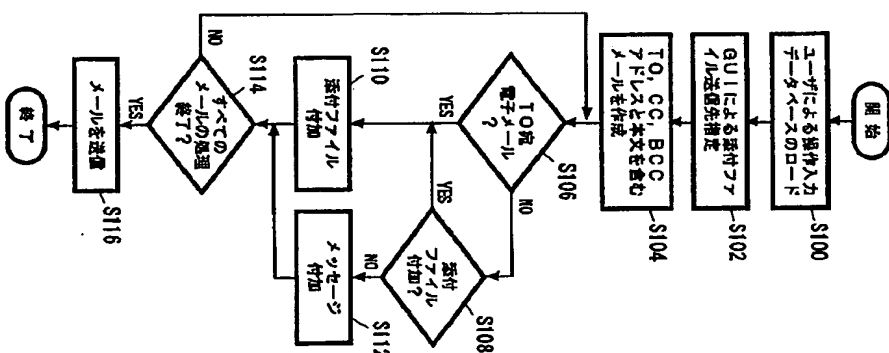 開始
ユーザによる操作入力
データベースのロード
S100
GUIによる添付ファ
イル送信先指定
S102
TO, CC, BCC
アドレスと本文を含む
メールを作成
S104
TO宛
電子メール
?
S106
YES
NO
添付
ファイル
付加?
S108
YES
NO
添付ファイル
付加
S110
メッセージ
付加
S112
すべての
メールの処理
終了?
S114
NO
YES
メールを送信
S116
終了